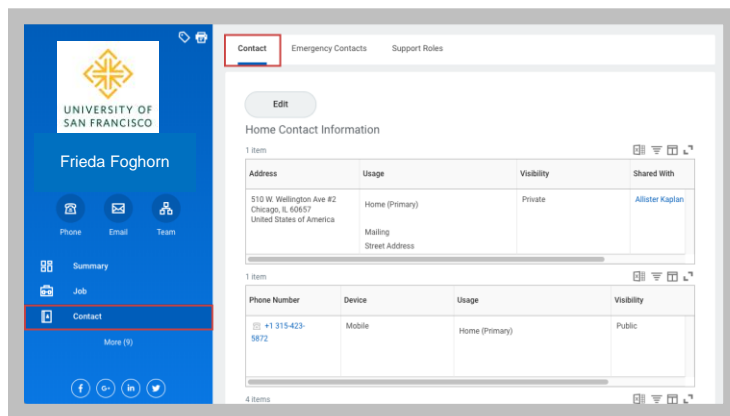 UNIVERSITY OF
SAN FRANCISCO
Frieda Foghorn
Phone Email Team
Summary
Job
Contact
More (9)
Contact Emergency Contacts Support Roles
Edit
Home Contact Information
1 item
Address Usage Visibility Shared With
510 W. Wellington Ave #2
Chicago, IL 60657
United States of America
Home (Primary)
Mailing
Street Address
Private
Allister Kaplan
1 item
Phone Number Device Usage Visibility
+1 315-423-
5872
Mobile
Home (Primary)
Public
4 items